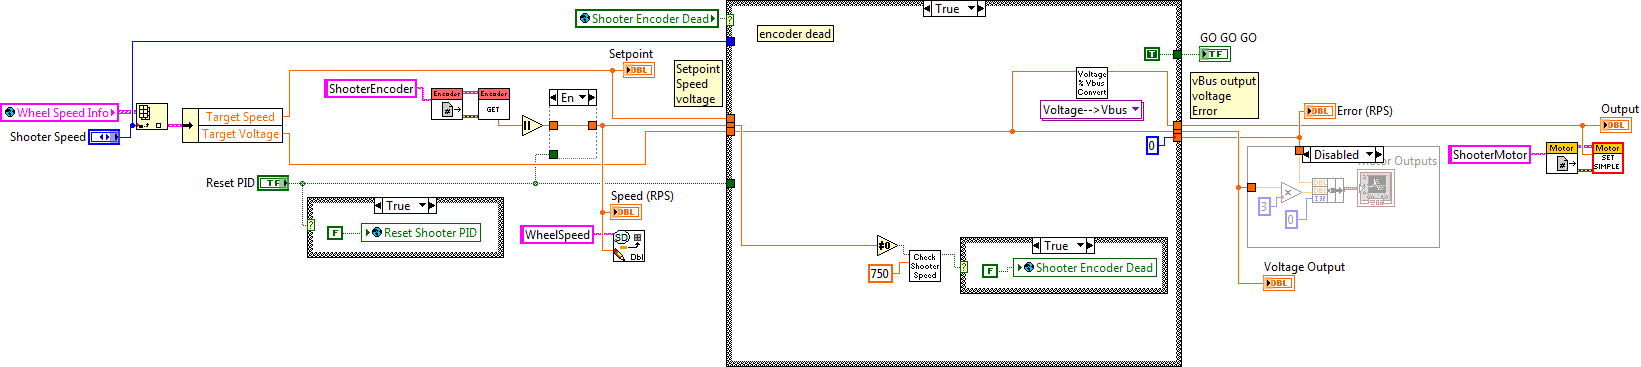 Shooter Encoder Dead
?
True
encoder dead
T
GO GO GO
TF
Setpoint
DBL
Setpoint
Speed
voltage
Voltage
% Vbus
Convert
Voltage-->Vbus
vBus output
voltage
Error
ShooterEncoder
Encoder
Encoder
GET
En
Wheel Speed Info
Target Speed
Target Voltage
Shooter Speed
DBL
Error (RPS)
Output
DBL
0
Disabled
Motor Outputs
ShooterMotor
Motor
Motor
SET
SIMPLE
DBL
DBL
I32
3
0
Reset PID
TF
True
?
F
Reset Shooter PID
Speed (RPS)
DBL
WheelSpeed
SD
Dbl
≠0
750
Check
Shooter
Speed
True
?
F
Shooter Encoder Dead
Voltage Output
DBL